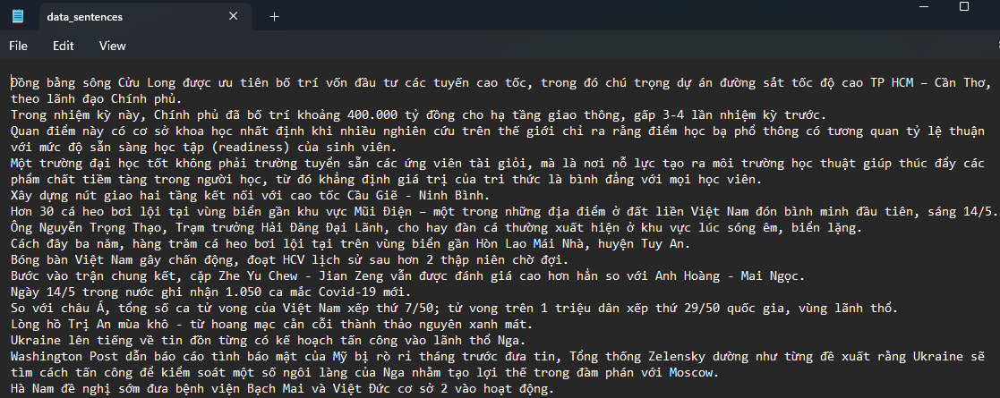 data_sentences
File Edit View
Đồng bằng sông Cửu Long được ưu tiên bố trí vốn đầu tư các tuyến cao tốc, trong đó chú trọng dự án đường sắt tốc độ cao TP HCM – Cần Thơ,
theo lãnh đạo Chính phủ.
Trong nhiệm kỳ này, Chính phủ đã bố trí khoảng 400.000 tỷ đồng cho hạ tầng giao thông, gấp 3-4 lần nhiệm kỳ trước.
Quan điểm này có cơ sở khoa học nhất định khi nhiều nghiên cứu trên thế giới chỉ ra rằng điểm học bạ phổ thông có tương quan tỷ lệ thuận
với mức độ sẵn sàng học tập (readiness) của sinh viên.
Một trường đại học tốt không phải trường tuyển sẵn các ứng viên tài giỏi, mà là nơi nỗ lực tạo ra môi trường học thuật giúp thúc đẩy các
phẩm chất tiềm tàng trong người học, từ đó khẳng định giá trị của tri thức là bình đẳng với mọi học viên.
Xây dựng nút giao hai tầng kết nối với cao tốc Cầu Giẽ - Ninh Bình.
Hơn 30 cá heo bơi lội tại vùng biển gần khu vực Mũi Điện – một trong những địa điểm ở đất liền Việt Nam đón bình minh đầu tiên, sáng 14/5.
Ông Nguyễn Trọng Thạo, Trạm trưởng Hải Đăng Đại Lãnh, cho hay đàn cá thường xuất hiện ở khu vực lúc sóng êm, biển lặng.
Cách đây ba năm, hàng trăm cá heo bơi lội tại trên vùng biển gần Hòn Lao Mái Nhà, huyện Tuy An.
Bóng bàn Việt Nam gây chấn động, đoạt HCV lịch sử sau hơn 2 thập niên chờ đợi.
Bước vào trận chung kết, cặp Zhe Yu Chew - Jian Zeng vẫn được đánh giá cao hơn hẳn so với Anh Hoàng - Mai Ngọc.
Ngày 14/5 trong nước ghi nhận 1.050 ca mắc Covid-19 mới.
So với châu Á, tổng số ca tử vong của Việt Nam xếp thứ 7/50; tử vong trên 1 triệu dân xếp thứ 29/50 quốc gia, vùng lãnh thổ.
Lòng hồ Trị An mùa khô - từ hoang mạc cằn cỗi thành thảo nguyên xanh mát.
Ukraine lên tiếng về tin đồn từng có kế hoạch tấn công vào lãnh thổ Nga.
Washington Post dẫn báo cáo tình báo mật của Mỹ bị rò rỉ tháng trước đưa tin, Tổng thống Zelensky dường như từng đề xuất rằng Ukraine sẽ
tìm cách tấn công để kiểm soát một số ngôi làng của Nga nhằm tạo lợi thế trong đàm phán với Moscow.
Hà Nam đề nghị sớm đưa bệnh viện Bạch Mai và Việt Đức cơ sở 2 vào hoạt động.